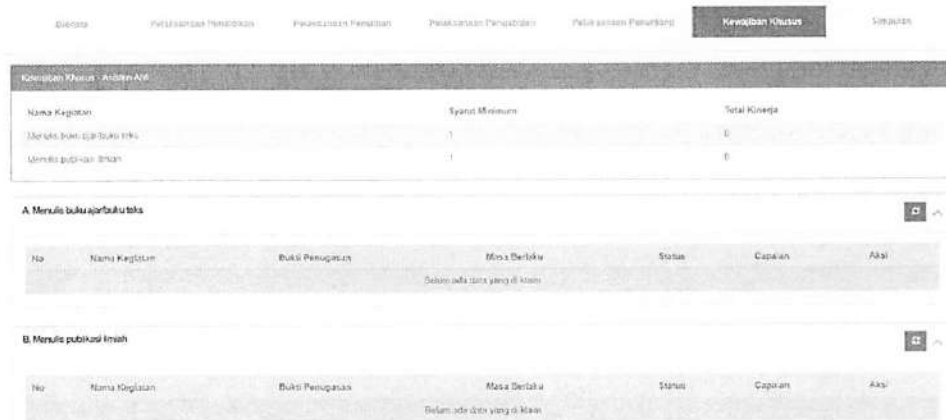 Biodata Pelaksanaan Pendidikan Pelaksanaan Penelitian Pelaksanaan Pengabdian Pelaksanaan Penunjang Kewajiban Khusus Simpulan
Kewajiban Khusus - Asisten Ahli
Nama Kegiatan Syarat Minimum Total Kinerja
Menulis buku ajar/buku teks 1 0
Menulis publikasi ilmiah 1 0
A. Menulis buku ajar/buku teks
No Nama Kegiatan Bukti Penugasan Masa Berlaku Status Capaian Aksi
Belum ada data yang di klaim
B. Menulis publikasi ilmiah
No Nama Kegiatan Bukti Penugasan Masa Berlaku Status Capaian Aksi
Belum ada data yang di klaim